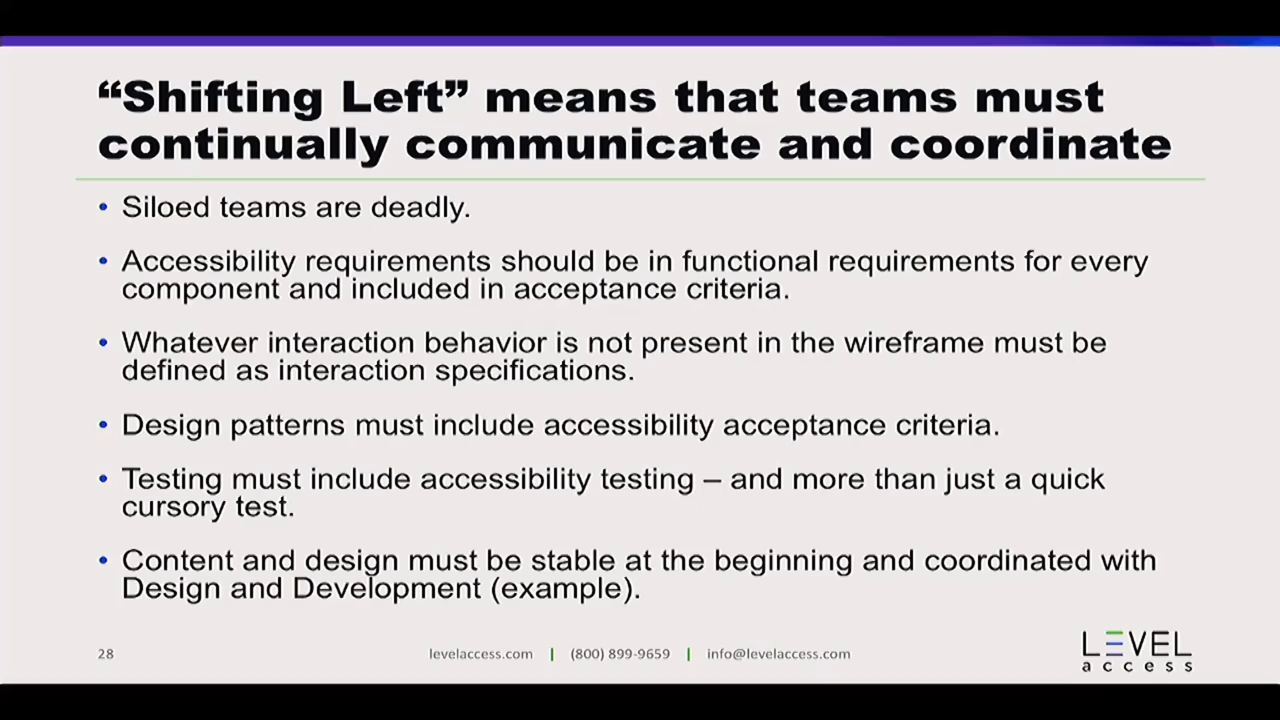 “Shifting Left” means that teams must
continually communicate and coordinate
• Siloed teams are deadly.
• Accessibility requirements should be in functional requirements for every
component and included in acceptance criteria.
• Whatever interaction behavior is not present in the wireframe must be
defined as interaction specifications.
• Design patterns must include accessibility acceptance criteria.
• Testing must include accessibility testing – and more than just a quick
cursory test.
• Content and design must be stable at the beginning and coordinated with
Design and Development (example).
28
levelaccess.com | (800) 899-9659 | info@levelaccess.com
LEVEL
access